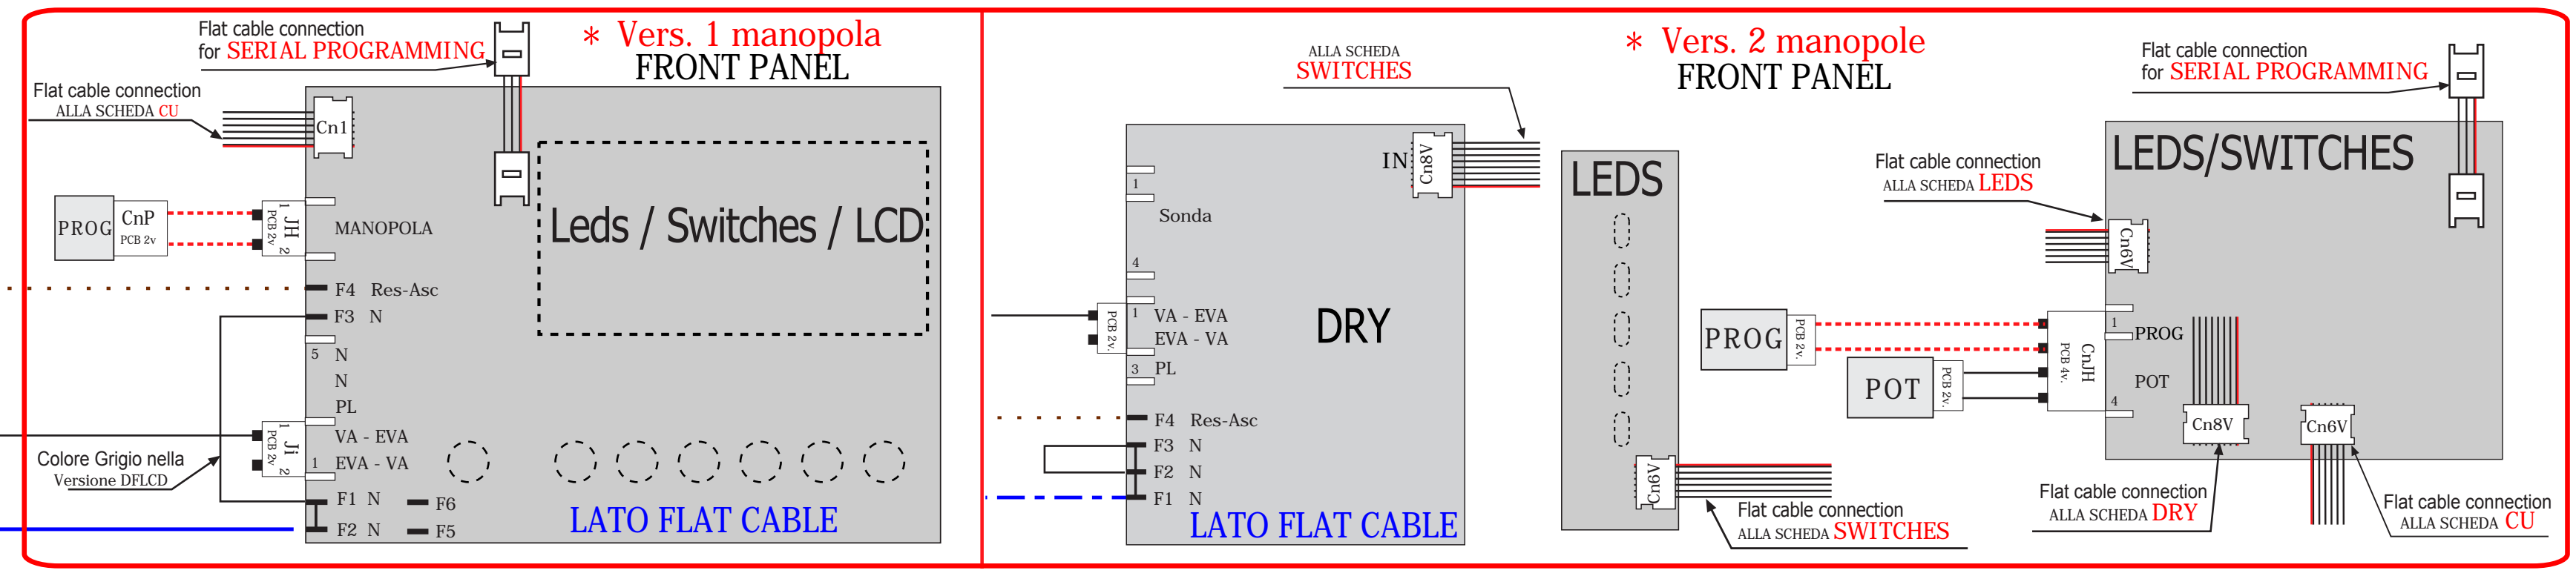 Flat cable connection
for SERIAL PROGRAMMING
* Vers. 1 manopola
FRONT PANEL
Flat cable connection
ALLA SCHEDA CU
Cn1
PROG
CnP
PCB 2v
1 JH 2
PCB 2v
MANOPOLA
Leds / Switches / LCD
F4 Res-Asc
F3 N
5 N
N
PL
VA - EVA
1 EVA - VA
1 Ji 2
PCB 2v
Colore Grigio nella
Versione DFLCD
F1 N
F6
F2 N
F5
LATO FLAT CABLE
ALLA SCHEDA
SWITCHES
* Vers. 2 manopole
FRONT PANEL
IN
Cn8V
1
Sonda
4
PCB 2v.
1 VA - EVA
EVA - VA
3 PL
DRY
F4 Res-Asc
F3 N
F2 N
F1 N
LATO FLAT CABLE
LEDS
Cn6V
Flat cable connection
ALLA SCHEDA SWITCHES
Flat cable connection
for SERIAL PROGRAMMING
LEDS/SWITCHES
Flat cable connection
ALLA SCHEDA LEDS
Cn6V
PROG
PCB 2v.
POT
PCB 2v.
CnJH
PCB 4v.
1
PROG
POT
4
Cn8V
Cn6V
Flat cable connection
ALLA SCHEDA DRY
Flat cable connection
ALLA SCHEDA CU